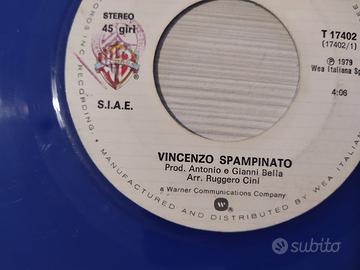 STEREO
45 giri
T 17402
(17402/1)
℗ 1979
Wea Italiana
4:06
S.I.A.E.
VINCENZO SPAMPINATO
Prod. Antonio e Gianni Bella
Arr. Ruggero Cini
a Warner Communications Company
MANUFACTURED AND DISTRIBUTED BY WEA ITALIANA
subito